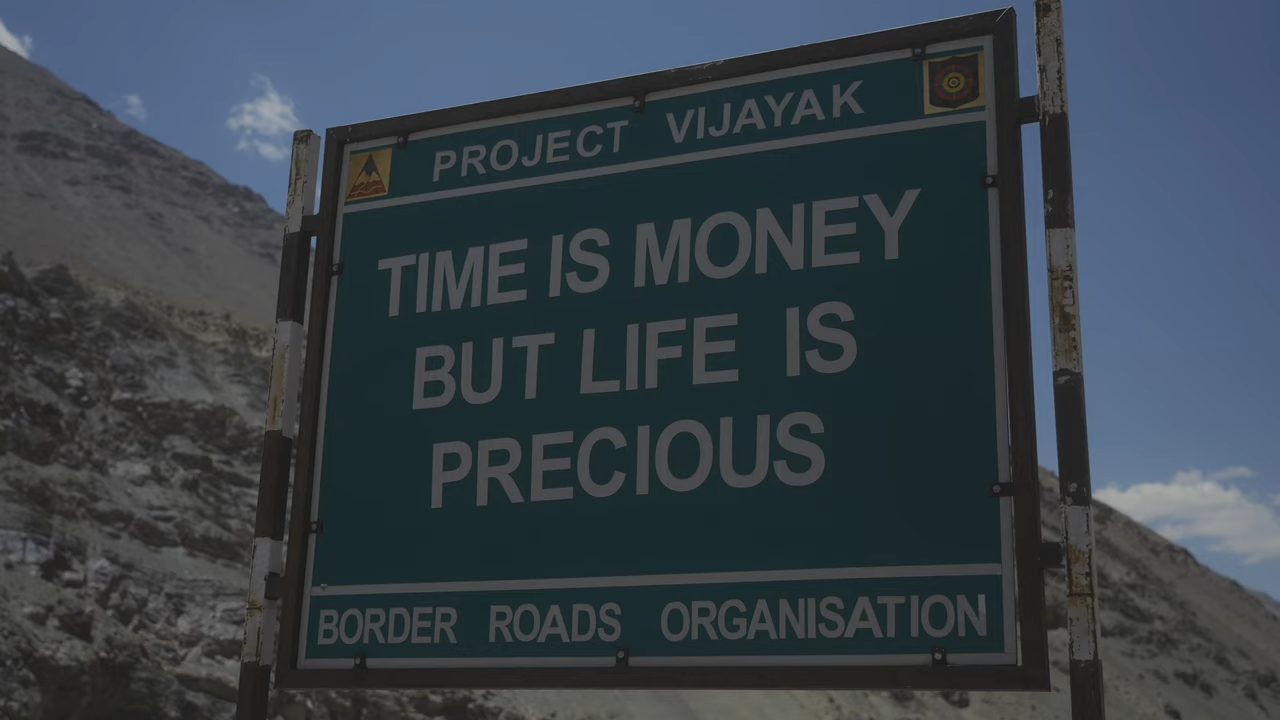 PROJECT VIJAYAK
TIME IS MONEY
BUT LIFE IS
PRECIOUS
BORDER ROADS ORGANISATION